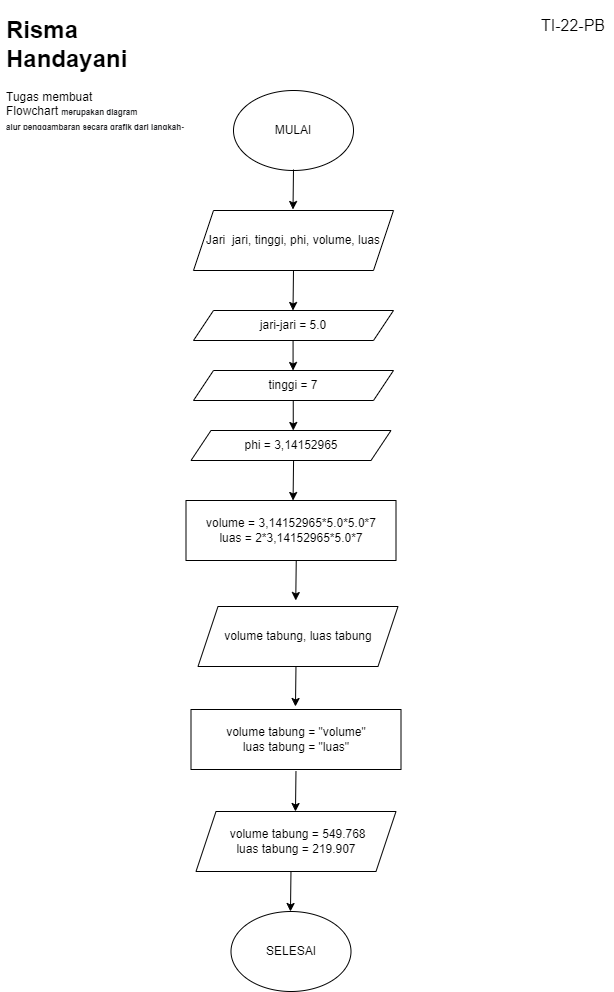 Risma
Handayani
TI-22-PB
Tugas membuat
Flowchart merupakan diagram
alur penggambaran secara grafik dari langkah-
MULAI
Jari jari, tinggi, phi, volume, luas
jari-jari = 5.0
tinggi = 7
phi = 3,14152965
volume = 3,14152965*5.0*5.0*7
luas = 2*3,14152965*5.0*7
volume tabung, luas tabung
volume tabung = "volume"
luas tabung = "luas"
volume tabung = 549.768
luas tabung = 219.907
SELESAI